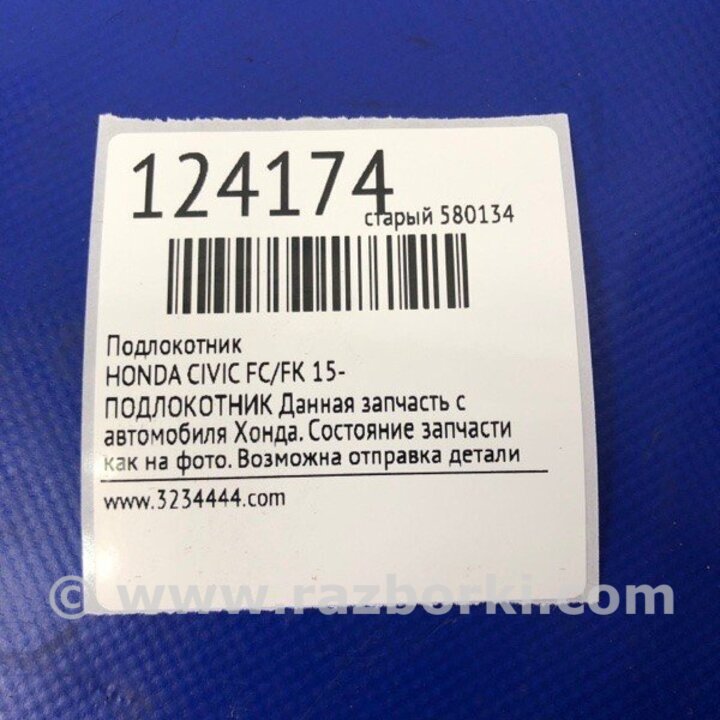 124174
старый 580134
Подлокотник
HONDA CIVIC FC/FK 15-
ПОДЛОКОТНИК Данная запчасть с
автомобиля Хонда. Состояние запчасти
как на фото. Возможна отправка детали
www.3234444.com
© www.razborki.com